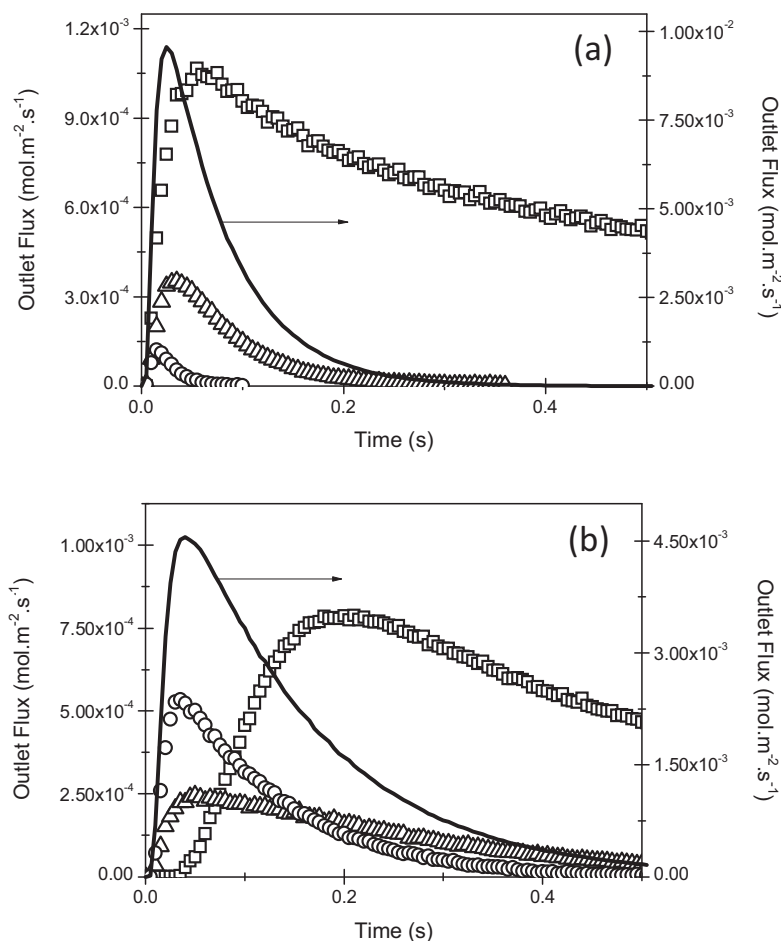 (a)
Outlet Flux (mol.m⁻².s⁻¹)
1.2x10⁻³
9.0x10⁻⁴
6.0x10⁻⁴
3.0x10⁻⁴
0.0
1.00x10⁻²
7.50x10⁻³
5.00x10⁻³
2.50x10⁻³
0.00
Outlet Flux (mol.m⁻².s⁻¹)
0.0 0.2 0.4
Time (s)
(b)
Outlet Flux (mol.m⁻².s⁻¹)
1.00x10⁻³
7.50x10⁻⁴
5.00x10⁻⁴
2.50x10⁻⁴
0.00
4.50x10⁻³
3.00x10⁻³
1.50x10⁻³
0.00
Outlet Flux (mol.m⁻².s⁻¹)
0.0 0.2 0.4
Time (s)